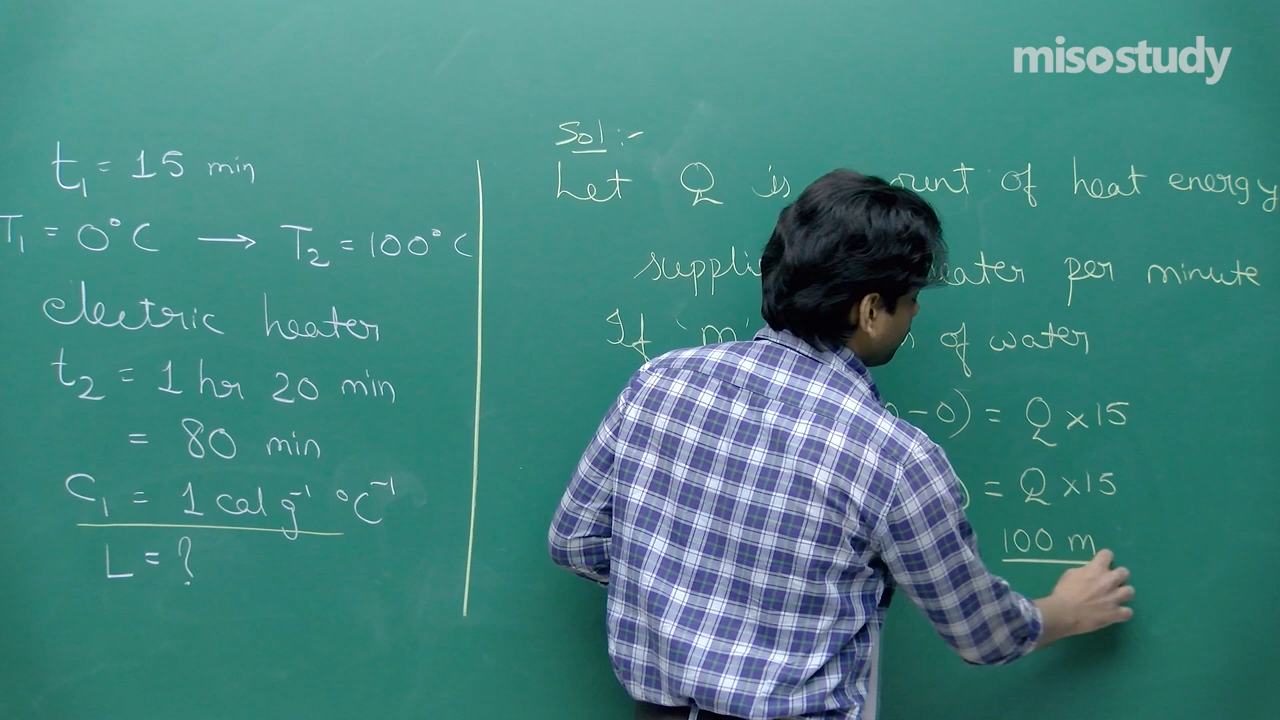 misostudy
t₁ = 15 min
T₁ = 0°C → T₂ = 100°C
electric heater
t₂ = 1 hr 20 min
= 80 min
C₁ = 1 cal g⁻¹ °C⁻¹
L = ?
Sol :-
Let Q is of heat energy
per minute
If 'm' of water
-0) = Q × 15
) = Q × 15
100 m